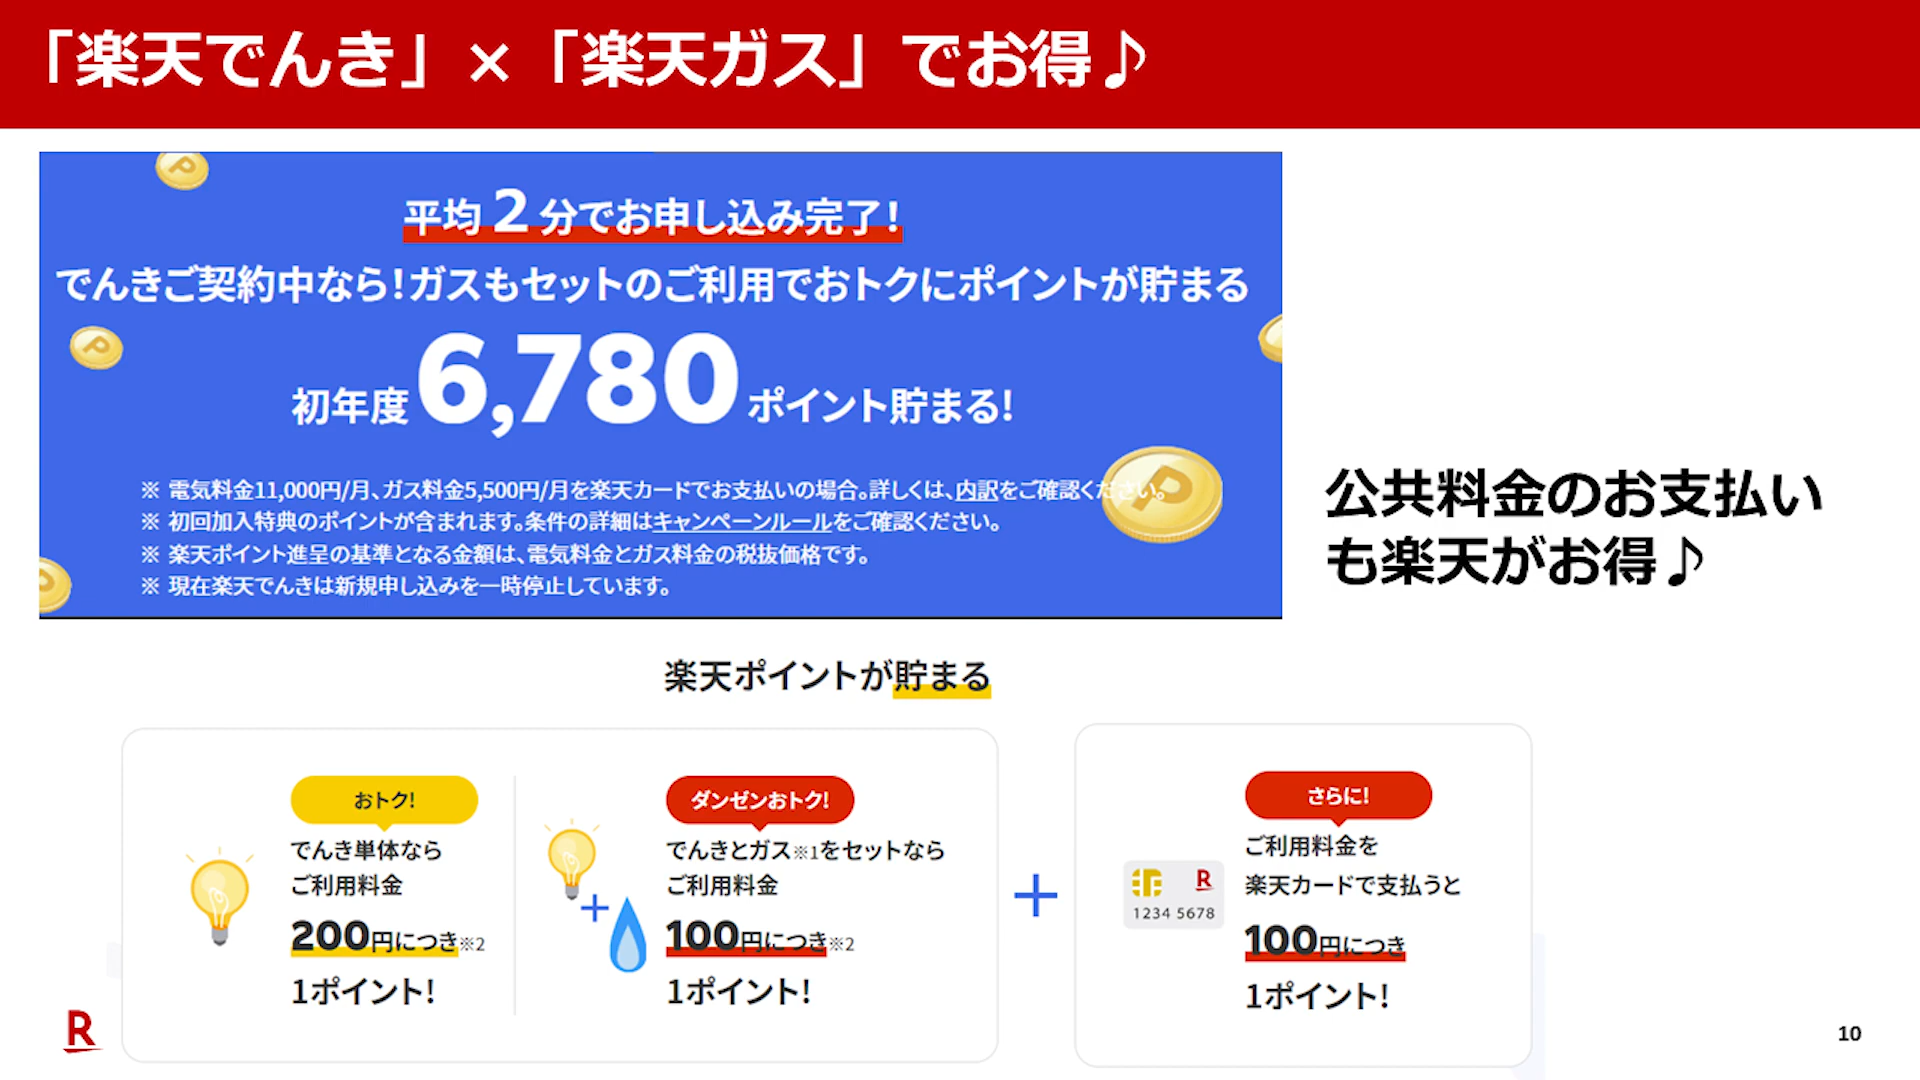 「楽天でんき」×「楽天ガス」でお得♪
平均2分でお申し込み完了!
でんきご契約中なら!ガスもセットのご利用でおトクにポイントが貯まる
初年度6,780ポイント貯まる!
※ 電気料金11,000円/月、ガス料金5,500円/月を楽天カードでお支払いの場合。詳しくは、内訳をご確認ください。
※ 初回加入特典のポイントが含まれます。条件の詳細はキャンペーンルールをご確認ください。
※ 楽天ポイント進呈の基準となる金額は、電気料金とガス料金の税抜価格です。
※ 現在楽天でんきは新規申し込みを一時停止しています。
公共料金のお支払い
も楽天がお得♪
楽天ポイントが貯まる
おトク!
でんき単体なら
ご利用料金
200円につき※2
1ポイント!
ダンゼンおトク!
でんきとガス※1をセットなら
ご利用料金
100円につき※2
1ポイント!
+
さらに!
ご利用料金を
楽天カードで支払うと
100円につき
1ポイント!
R
1234 5678
R
10